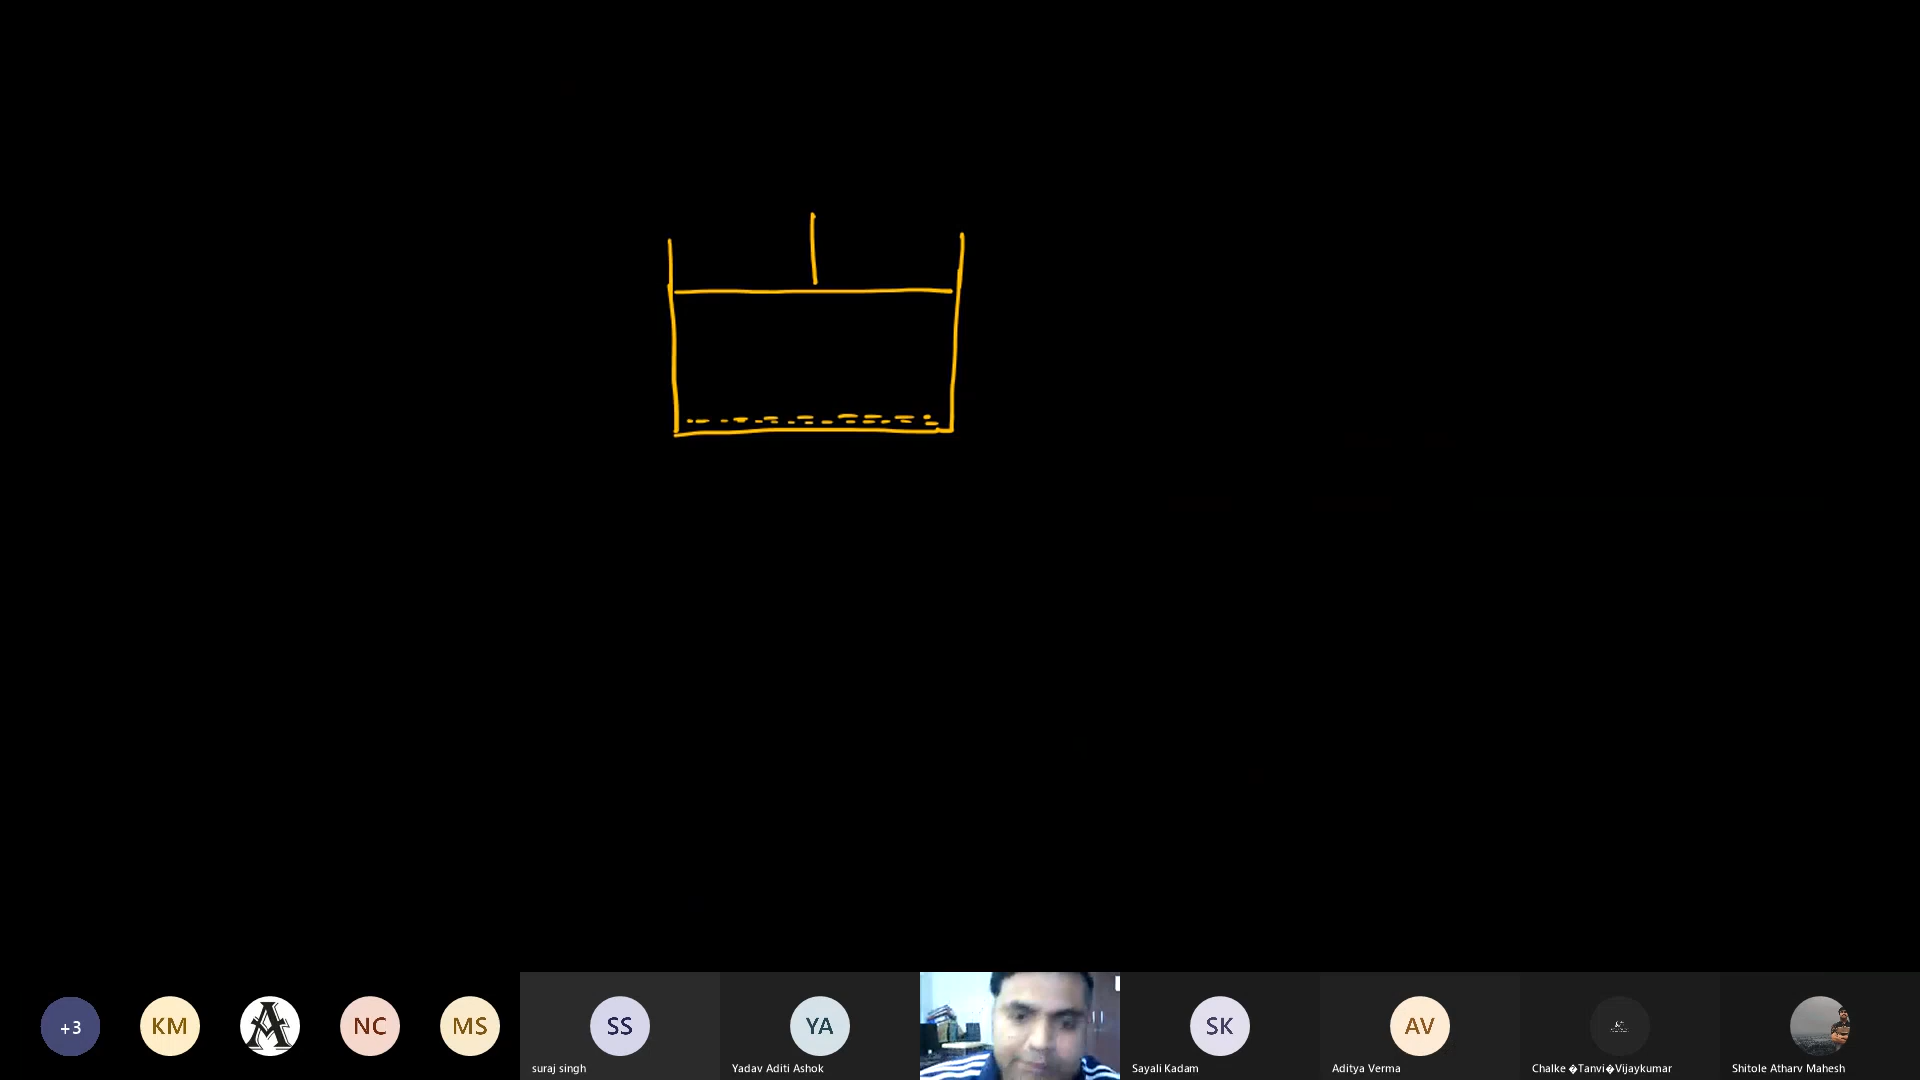 +3
KM
NC
MS
SS
YA
SK
AV
suraj singh
Yadav Aditi Ashok
Sayali Kadam
Aditya Verma
Chalke �Tanvi�Vijaykumar
Shitole Atharv Mahesh